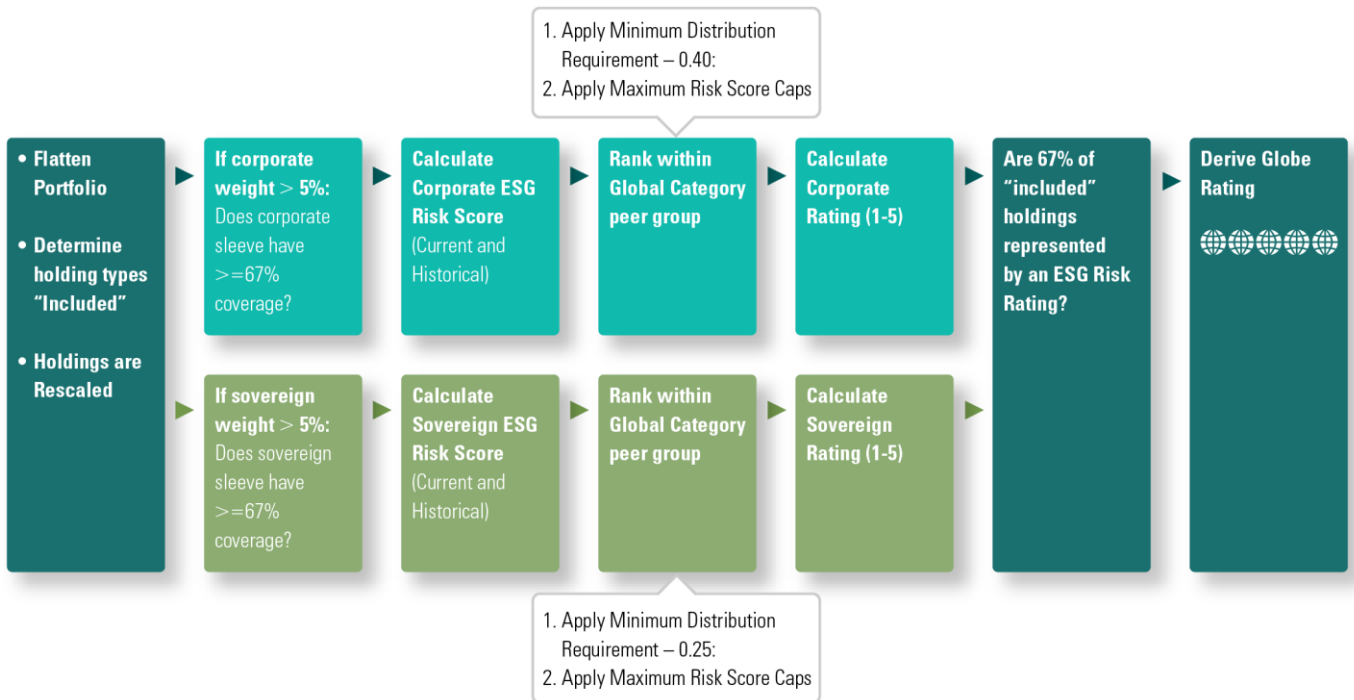 1. Apply Minimum Distribution
Requirement – 0.40:
2. Apply Maximum Risk Score Caps
• Flatten
Portfolio
• Determine
holding types
“Included”
• Holdings are
Rescaled
If corporate
weight > 5%:
Does corporate
sleeve have
>=67%
coverage?
Calculate
Corporate ESG
Risk Score
(Current and
Historical)
Rank within
Global Category
peer group
Calculate
Corporate
Rating (1-5)
If sovereign
weight > 5%:
Does sovereign
sleeve have
>=67%
coverage?
Calculate
Sovereign ESG
Risk Score
(Current and
Historical)
Rank within
Global Category
peer group
Calculate
Sovereign
Rating (1-5)
Are 67% of
“included”
holdings
represented
by an ESG Risk
Rating?
Derive Globe
Rating
1. Apply Minimum Distribution
Requirement – 0.25:
2. Apply Maximum Risk Score Caps